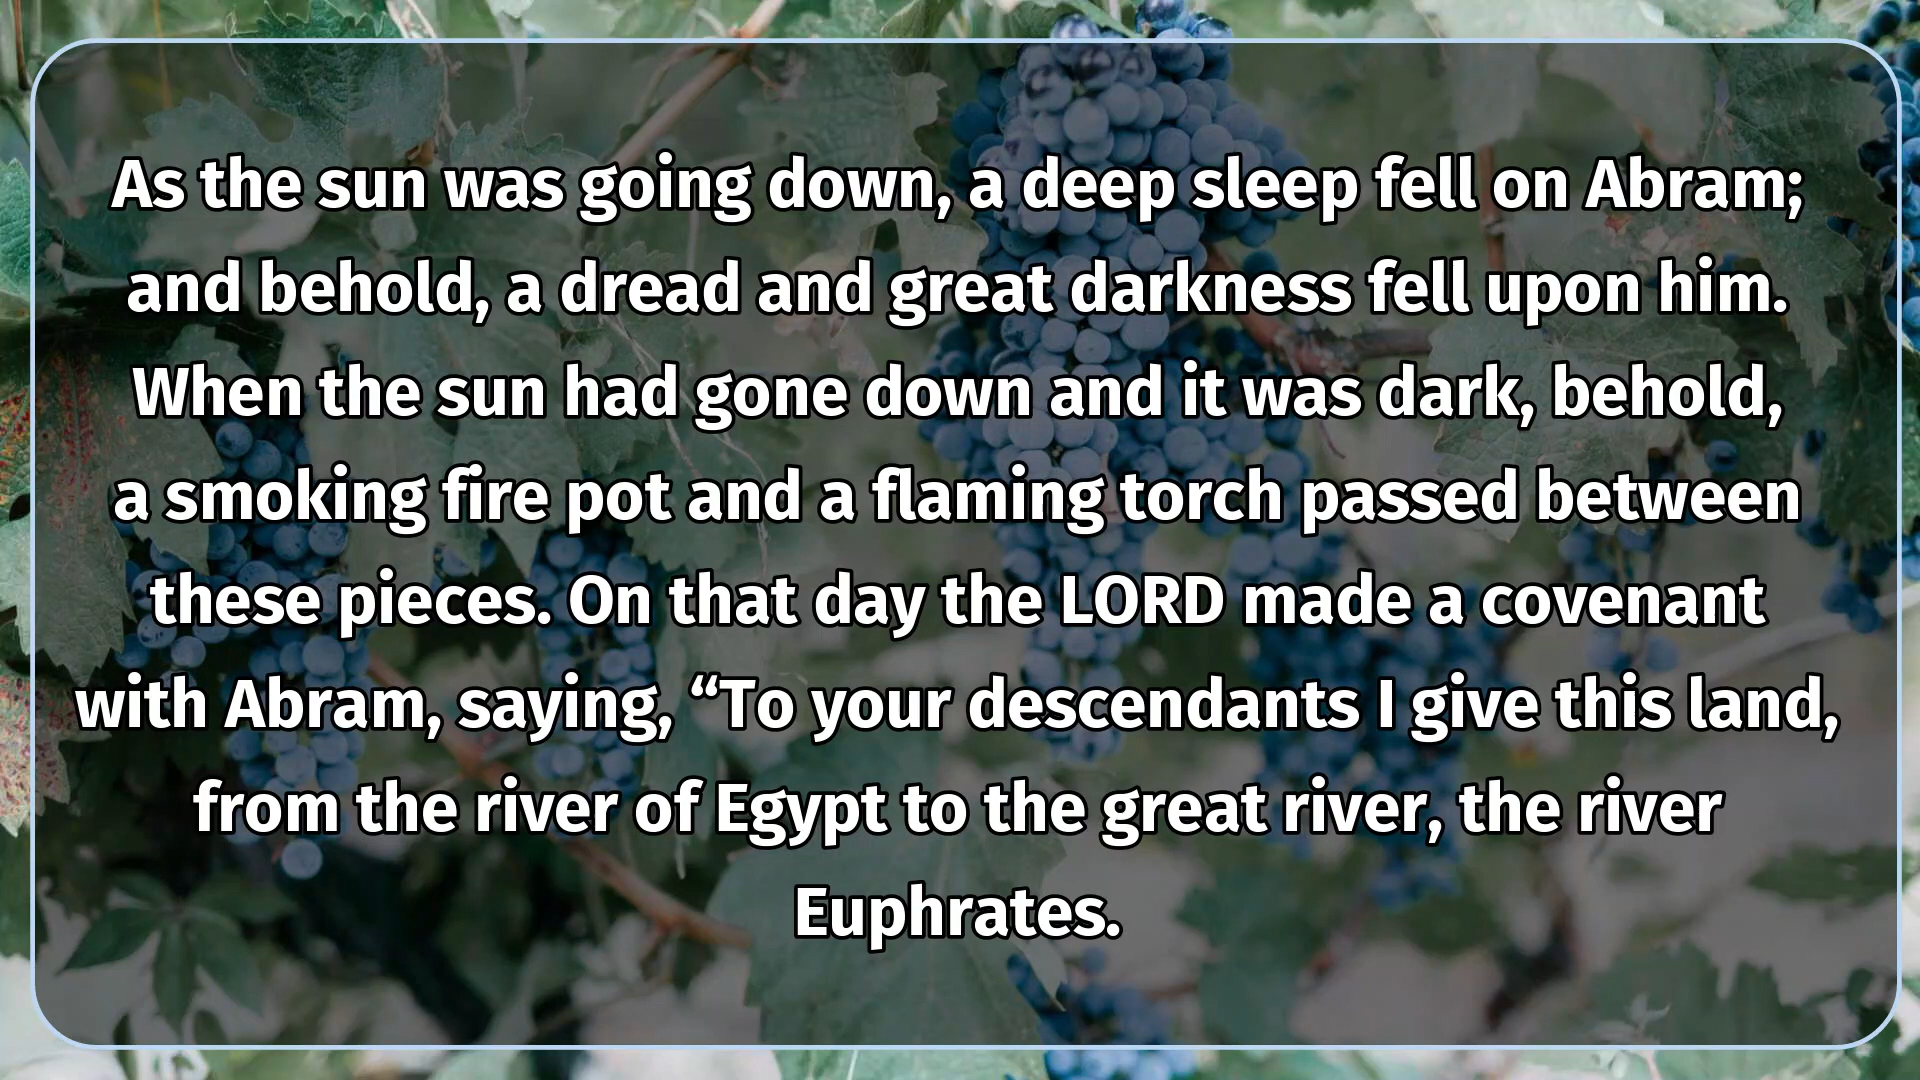 As the sun was going down, a deep sleep fell on Abram;
and behold, a dread and great darkness fell upon him.
When the sun had gone down and it was dark, behold,
a smoking fire pot and a flaming torch passed between
these pieces. On that day the LORD made a covenant
with Abram, saying, “To your descendants I give this land,
from the river of Egypt to the great river, the river
Euphrates.